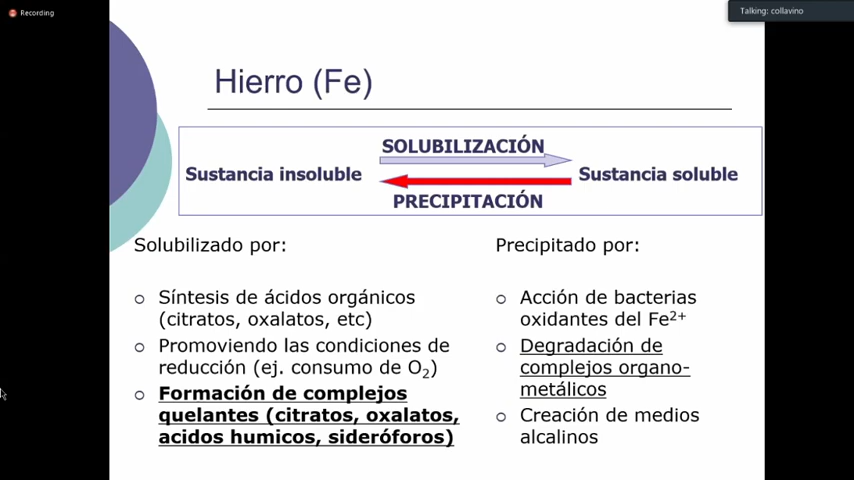 Recording
Talking: collavino
Hierro (Fe)
SOLUBILIZACIÓN
Sustancia insoluble
Sustancia soluble
PRECIPITACIÓN
Solubilizado por:
Síntesis de ácidos orgánicos
(citratos, oxalatos, etc)
Promoviendo las condiciones de
reducción (ej. consumo de O₂)
Formación de complejos
quelantes (citratos, oxalatos,
acidos humicos, sideróforos)
Precipitado por:
Acción de bacterias
oxidantes del Fe²⁺
Degradación de
complejos organo-
metálicos
Creación de medios
alcalinos